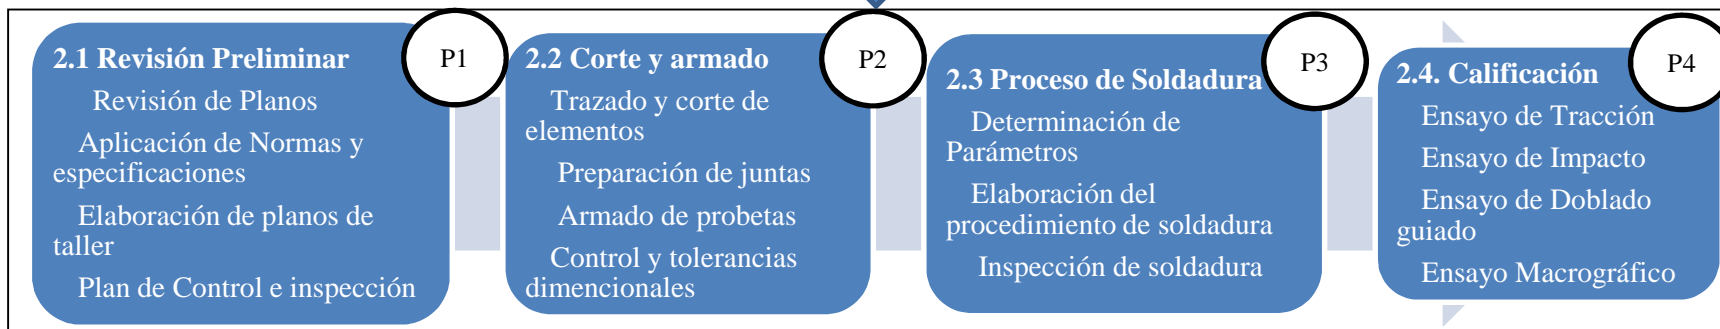 2.1 Revisión Preliminar
Revisión de Planos
Aplicación de Normas y
especificaciones
Elaboración de planos de
taller
Plan de Control e inspección
P1
2.2 Corte y armado
Trazado y corte de
elementos
Preparación de juntas
Armado de probetas
Control y tolerancias
dimencionales
P2
2.3 Proceso de Soldadura
Determinación de
Parámetros
Elaboración del
procedimiento de soldadura
Inspección de soldadura
P3
2.4. Calificación
Ensayo de Tracción
Ensayo de Impacto
Ensayo de Doblado
guiado
Ensayo Macrográfico
P4